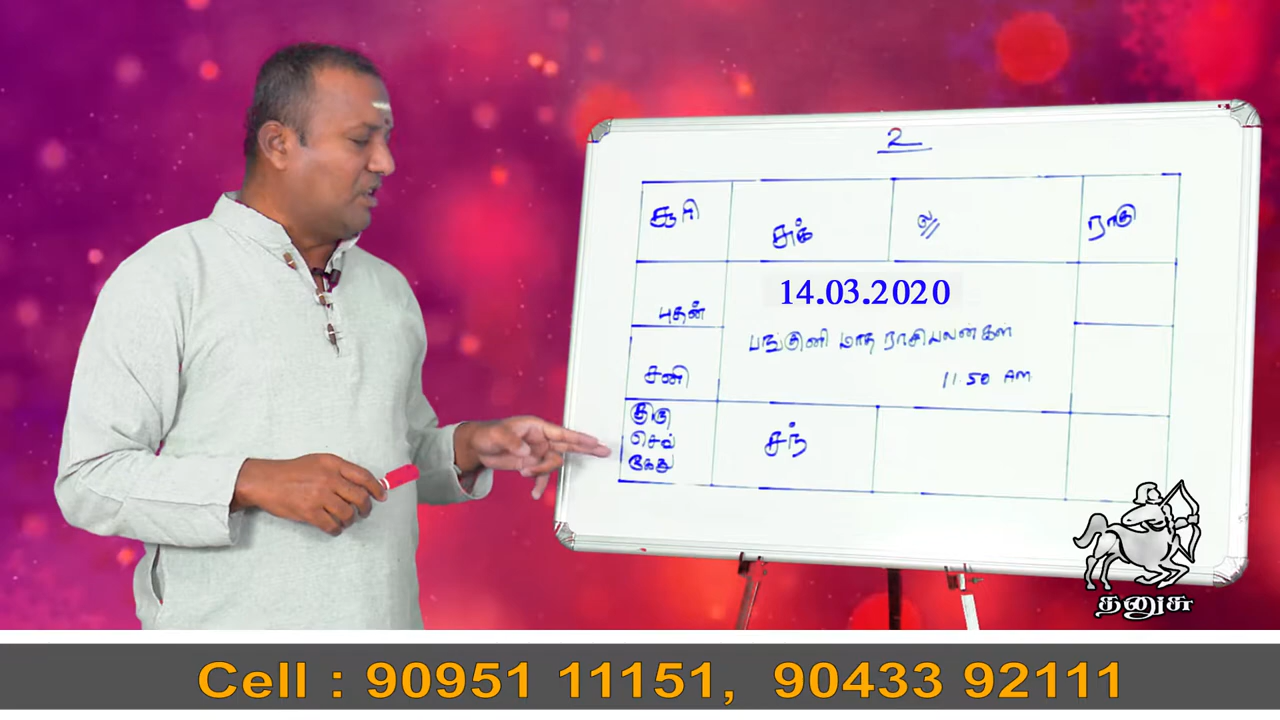 2
சூரி
சுக்
ராகு
14.03.2020
புதன்
பங்குனி மாத ராசிபலன்கள்
சனி
11.50 AM
குரு
செவ்
கேது
சந்
தனுசு
Cell : 90951 11151, 90433 92111